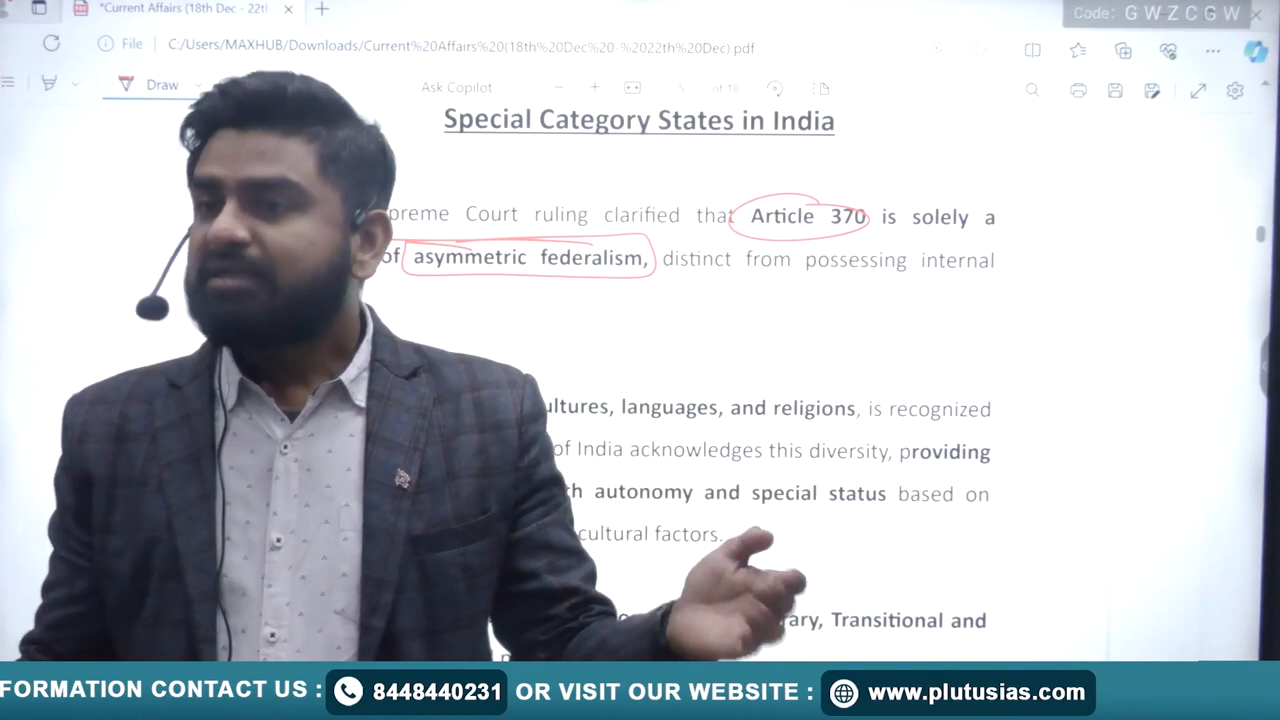 *Current Affairs (18th Dec - 22th
Code: G W Z C G W
File C:/Users/MAXHUB/Downloads/Current%20Affairs%20(18th%20Dec%20-%2022th%20Dec).pdf
Draw Ask Copilot 5 of 18
Special Category States in India
preme Court ruling clarified that Article 370 is solely a
of asymmetric federalism, distinct from possessing internal
ultures, languages, and religions, is recognized
of India acknowledges this diversity, providing
th autonomy and special status based on
cultural factors.
rary, Transitional and
FORMATION CONTACT US : 8448440231 OR VISIT OUR WEBSITE : www.plutusias.com